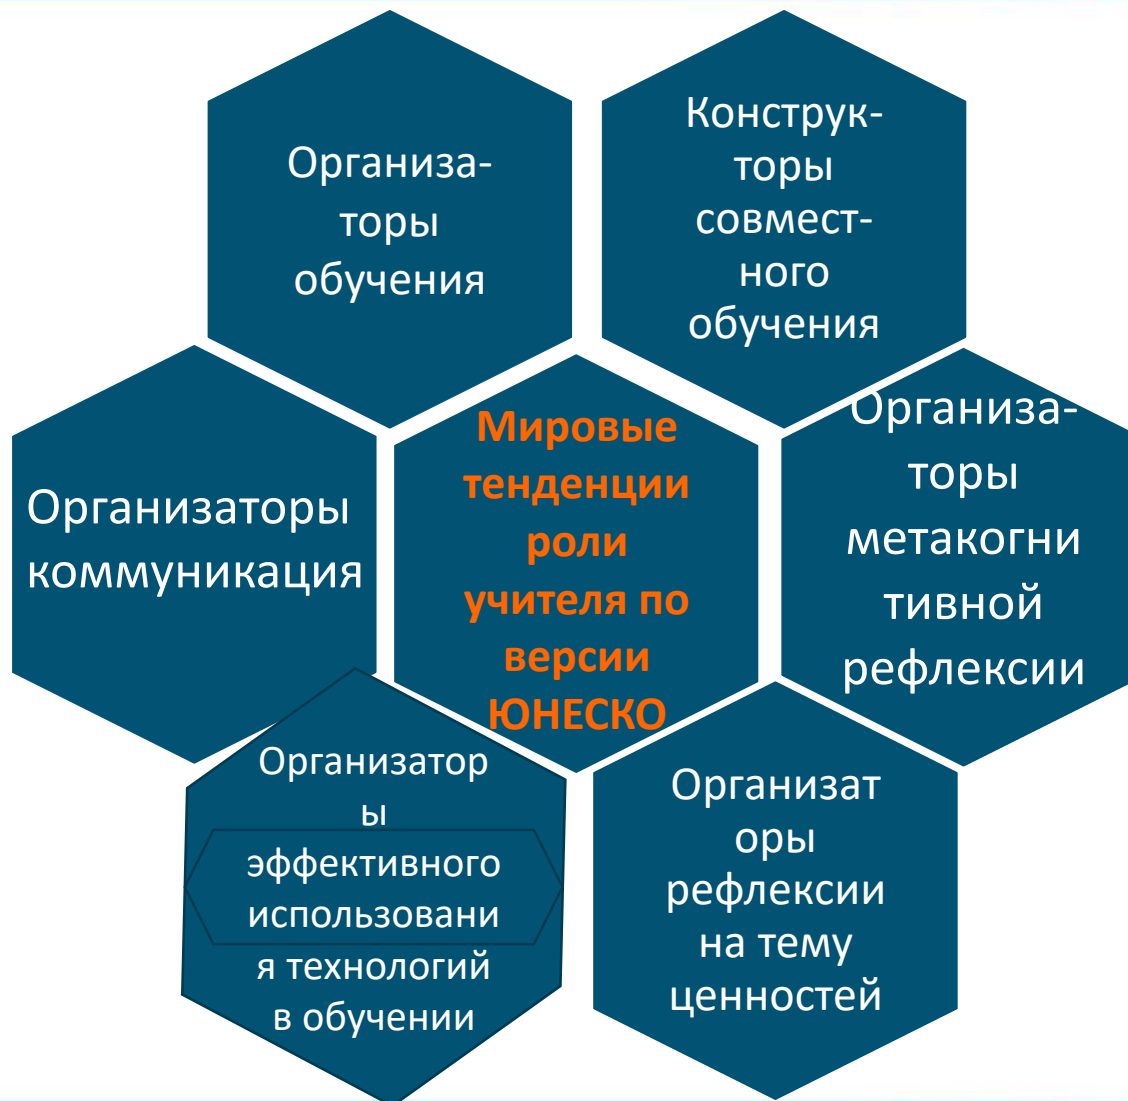 Организа-
торы
обучения
Конструк-
торы
совмест-
ного
обучения
Организаторы
коммуникация
Мировые
тенденции
роли
учителя по
версии
ЮНЕСКО
Организа-
торы
метакогни
тивной
рефлексии
Организатор
ы
эффективного
использовани
я технологий
в обучении
Организат
оры
рефлексии
на тему
ценностей